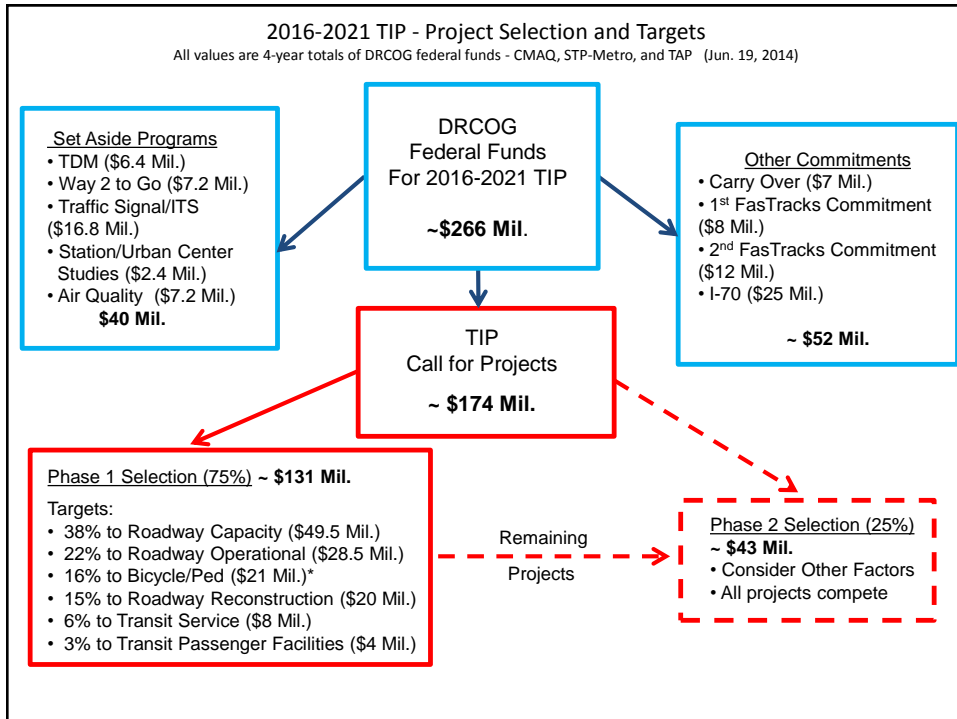 2016-2021 TIP - Project Selection and Targets
All values are 4-year totals of DRCOG federal funds - CMAQ, STP-Metro, and TAP (Jun. 19, 2014)
Set Aside Programs
• TDM ($6.4 Mil.)
• Way 2 to Go ($7.2 Mil.)
• Traffic Signal/ITS
($16.8 mil.)
• Station/Urban Center
Studies ($2.4 Mil.)
• Air Quality ($7.2 Mil.)
$40 Mil.
DRCOG
Federal Funds
For 2016-2021 TIP
~$266 Mil.
Other Commitments
• Carry Over ($7 Mil.)
• 1st FasTracks Commitment
($8 Mil.)
• 2nd FasTracks Commitment
($12 Mil.)
• I-70 ($25 Mil.)
~ $52 Mil.
TIP
Call for Projects
~ $174 Mil.
Phase 1 Selection (75%) ~ $131 Mil.
Targets:
• 38% to Roadway Capacity ($49.5 Mil.)
• 22% to Roadway Operational ($28.5 Mil.)
• 16% to Bicycle/Ped ($21 Mil.)*
• 15% to Roadway Reconstruction ($20 Mil.)
• 6% to Transit Service ($8 Mil.)
• 3% to Transit Passenger Facilities ($4 Mil.)
Remaining
Projects
Phase 2 Selection (25%)
~ $43 Mil.
• Consider Other Factors
• All projects compete